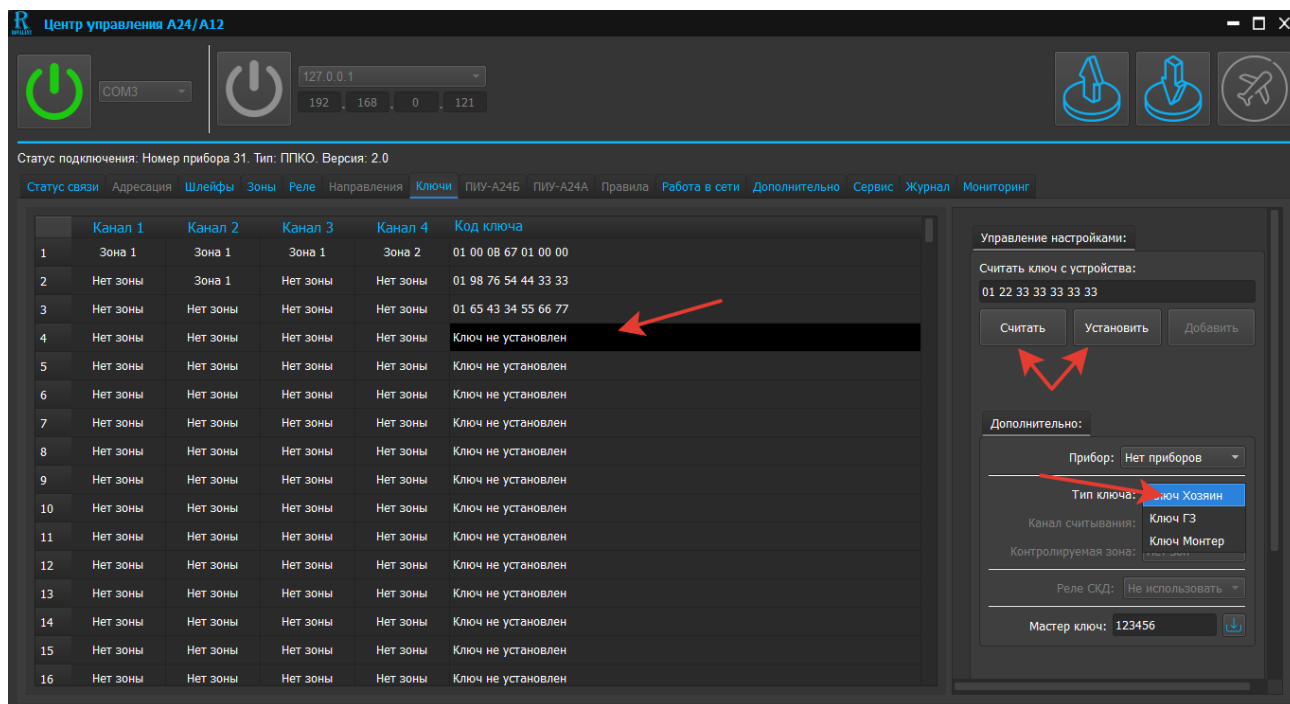 Центр управления А24/А12
COM3
127.0.0.1
192 . 168 . 0 . 121
Статус подключения: Номер прибора 31. Тип: ППКО. Версия: 2.0
Статус связи Адресация Шлейфы Зоны Реле Направления Ключи ПИУ-А24Б ПИУ-А24А Правила Работа в сети Дополнительно Сервис Журнал Мониторинг
Канал 1 Канал 2 Канал 3 Канал 4 Код ключа
1 Зона 1 Зона 1 Зона 1 Зона 2 01 00 0B 67 01 00 00
2 Нет зоны Зона 1 Нет зоны Нет зоны 01 98 76 54 44 33 33
3 Нет зоны Нет зоны Нет зоны Нет зоны 01 65 43 34 55 66 77
4 Нет зоны Нет зоны Нет зоны Нет зоны Ключ не установлен
5 Нет зоны Нет зоны Нет зоны Нет зоны Ключ не установлен
6 Нет зоны Нет зоны Нет зоны Нет зоны Ключ не установлен
7 Нет зоны Нет зоны Нет зоны Нет зоны Ключ не установлен
8 Нет зоны Нет зоны Нет зоны Нет зоны Ключ не установлен
9 Нет зоны Нет зоны Нет зоны Нет зоны Ключ не установлен
10 Нет зоны Нет зоны Нет зоны Нет зоны Ключ не установлен
11 Нет зоны Нет зоны Нет зоны Нет зоны Ключ не установлен
12 Нет зоны Нет зоны Нет зоны Нет зоны Ключ не установлен
13 Нет зоны Нет зоны Нет зоны Нет зоны Ключ не установлен
14 Нет зоны Нет зоны Нет зоны Нет зоны Ключ не установлен
15 Нет зоны Нет зоны Нет зоны Нет зоны Ключ не установлен
16 Нет зоны Нет зоны Нет зоны Нет зоны Ключ не установлен
Управление настройками:
Считать ключ с устройства:
01 22 33 33 33 33 33
Считать Установить Добавить
Дополнительно:
Прибор: Нет приборов
Тип ключа: Ключ Хозяин
Ключ ГЗ
Канал считывания:
Ключ Монтер
Контролируемая зона:
Реле СКД: Не использовать
Мастер ключ: 123456